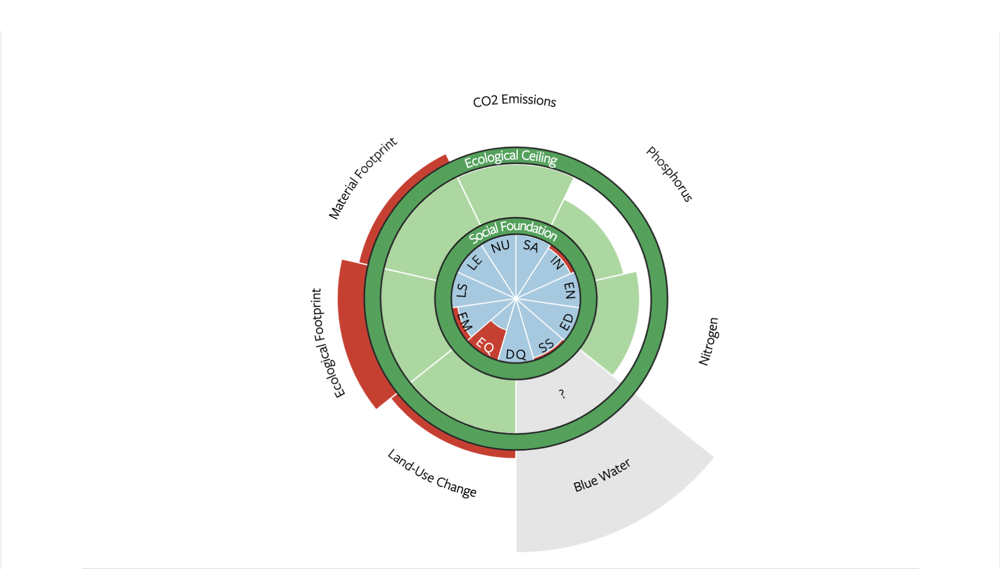 CO2 Emissions
Material Footprint
Phosphorus
Ecological Ceiling
Social Foundation
NU
SA
LE
IN
LS
EN
EM
ED
EQ
SS
DQ
Ecological Footprint
Nitrogen
?
Land-Use Change
Blue Water